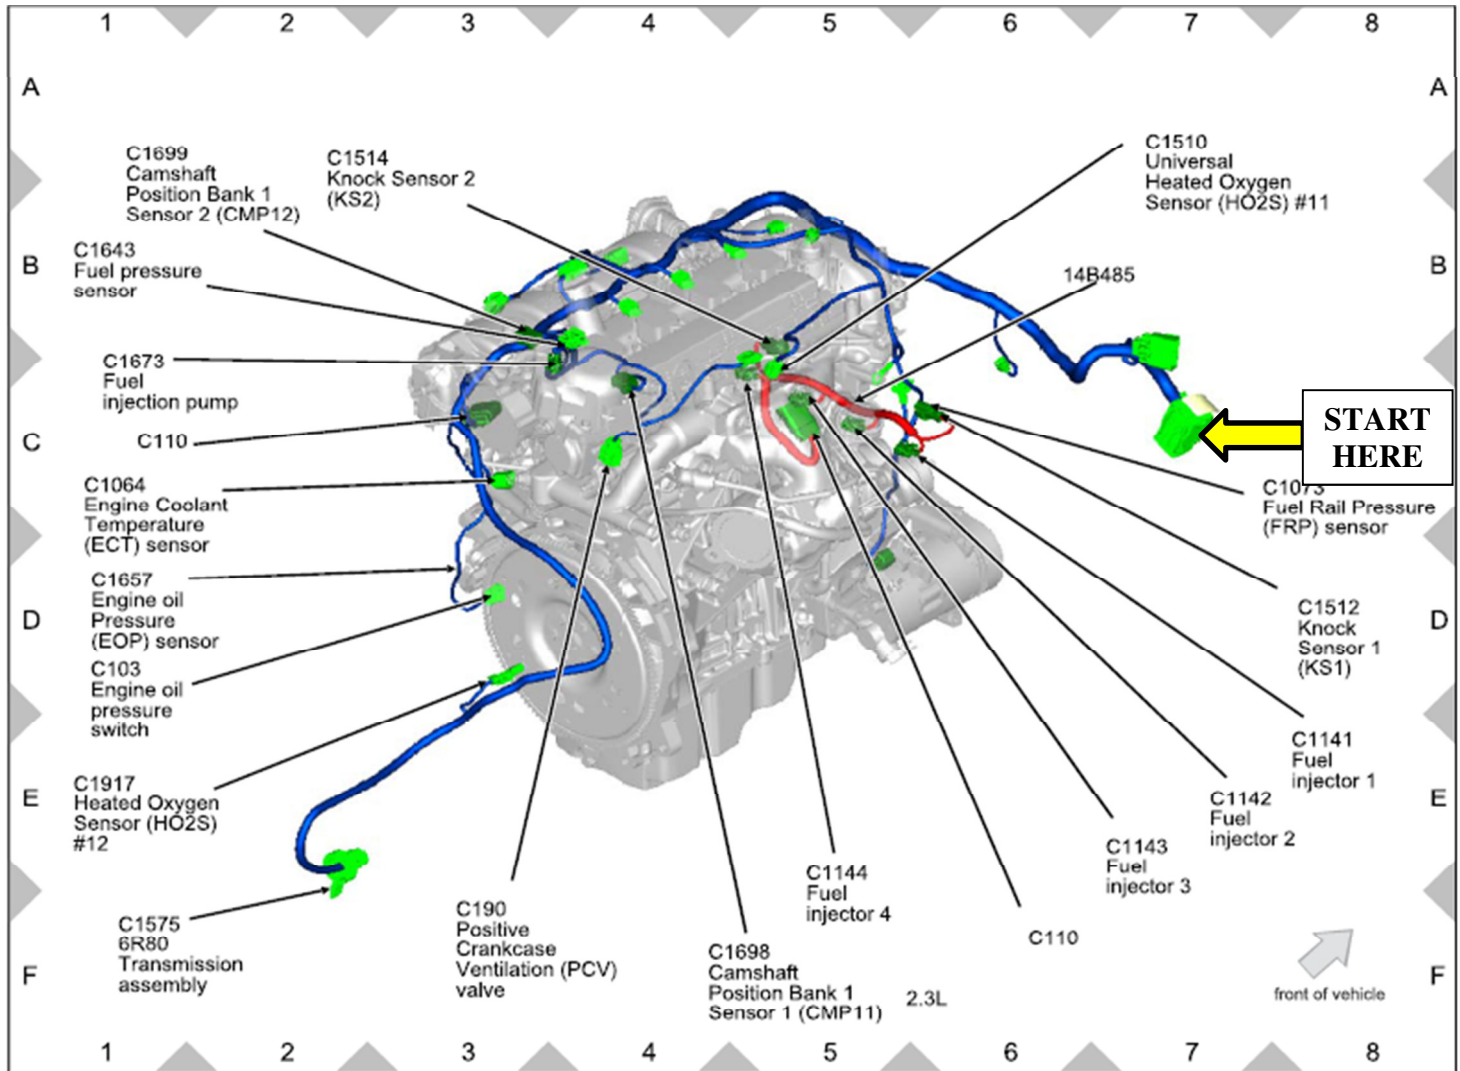 1 2 3 4 5 6 7 8
A A
C1699
Camshaft
Position Bank 1
Sensor 2 (CMP12)
C1514
Knock Sensor 2
(KS2)
C1510
Universal
Heated Oxygen
Sensor (HO2S) #11
B B
C1643
Fuel pressure
sensor
14B485
C1673
Fuel
injection pump
C110
C C
START
HERE
C1064
Engine Coolant
Temperature
(ECT) sensor
C1073
Fuel Rail Pressure
(FRP) sensor
C1657
Engine oil
Pressure
(EOP) sensor
D D
C1512
Knock
Sensor 1
(KS1)
C103
Engine oil
pressure
switch
C1141
Fuel
injector 1
C1917
Heated Oxygen
Sensor (HO2S)
#12
E E
C1142
Fuel
injector 2
C1143
Fuel
injector 3
C1144
Fuel
injector 4
C1575
6R80
Transmission
assembly
C190
Positive
Crankcase
Ventilation (PCV)
valve
C110
C1698
Camshaft
Position Bank 1
Sensor 1 (CMP11)
2.3L
F F
front of vehicle
1 2 3 4 5 6 7 8